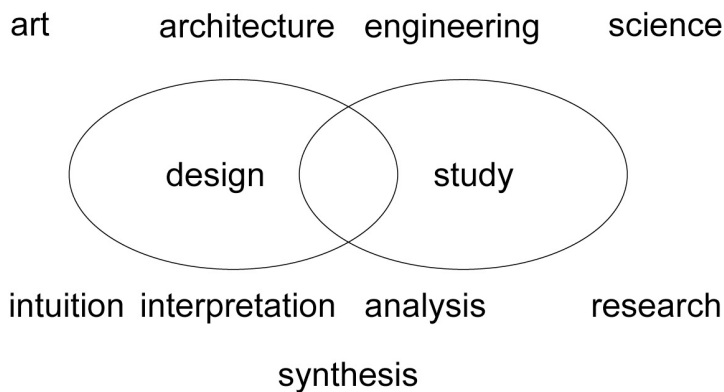 art architecture engineering science
design study
intuition interpretation analysis research
synthesis